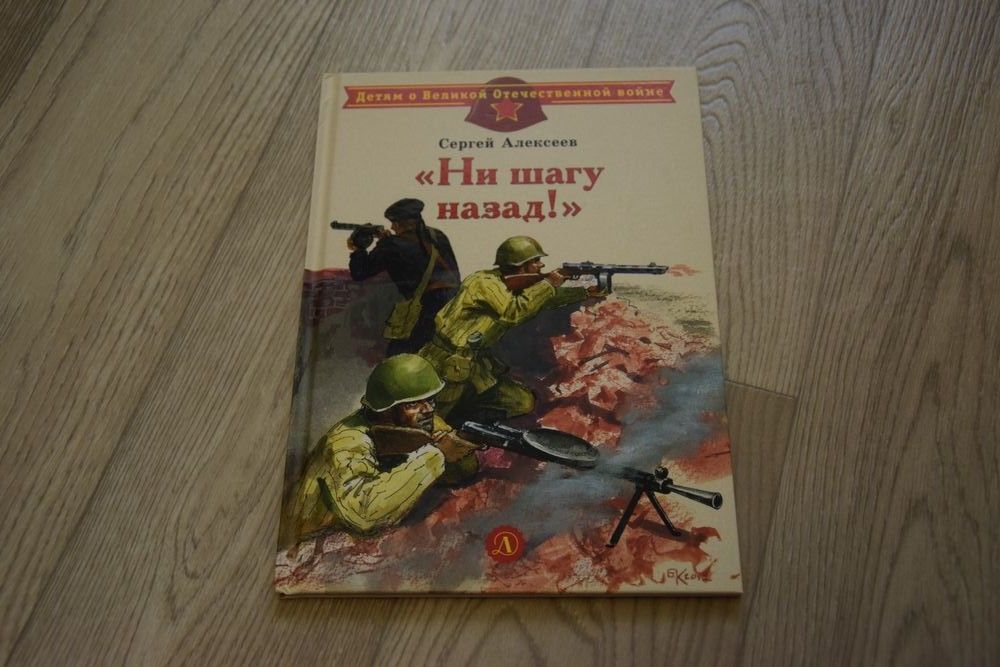 Детям о Великой Отечественной войне
Сергей Алексеев
«Ни шагу
назад!»
Д